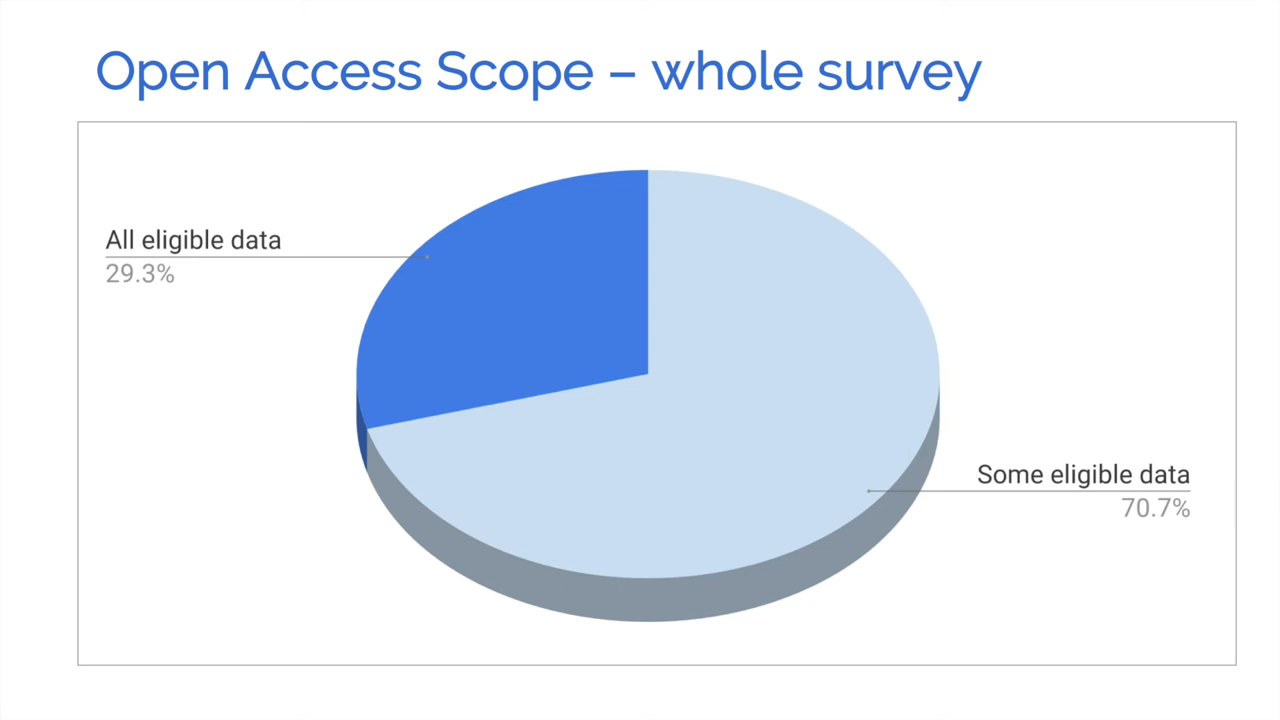 Open Access Scope – whole survey
All eligible data
29.3%
Some eligible data
70.7%